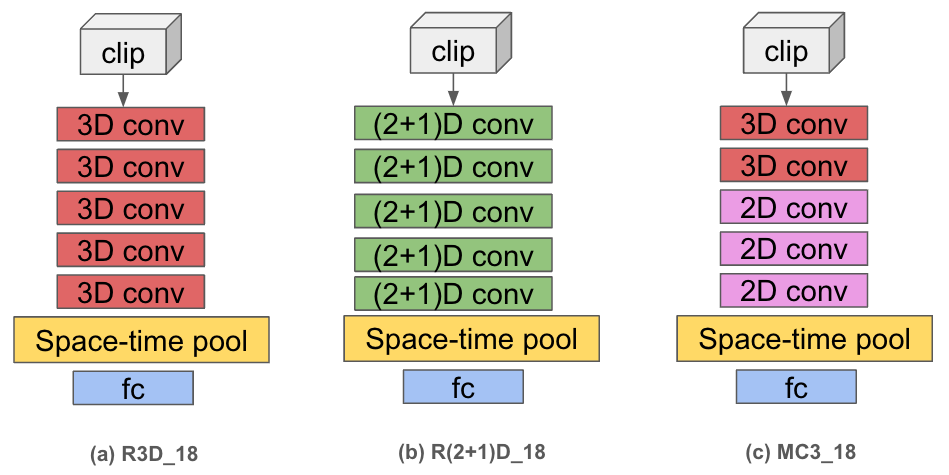 clip
3D conv
3D conv
3D conv
3D conv
3D conv
Space-time pool
fc
(a) R3D_18
clip
(2+1)D conv
(2+1)D conv
(2+1)D conv
(2+1)D conv
(2+1)D conv
Space-time pool
fc
(b) R(2+1)D_18
clip
3D conv
3D conv
2D conv
2D conv
2D conv
Space-time pool
fc
(c) MC3_18